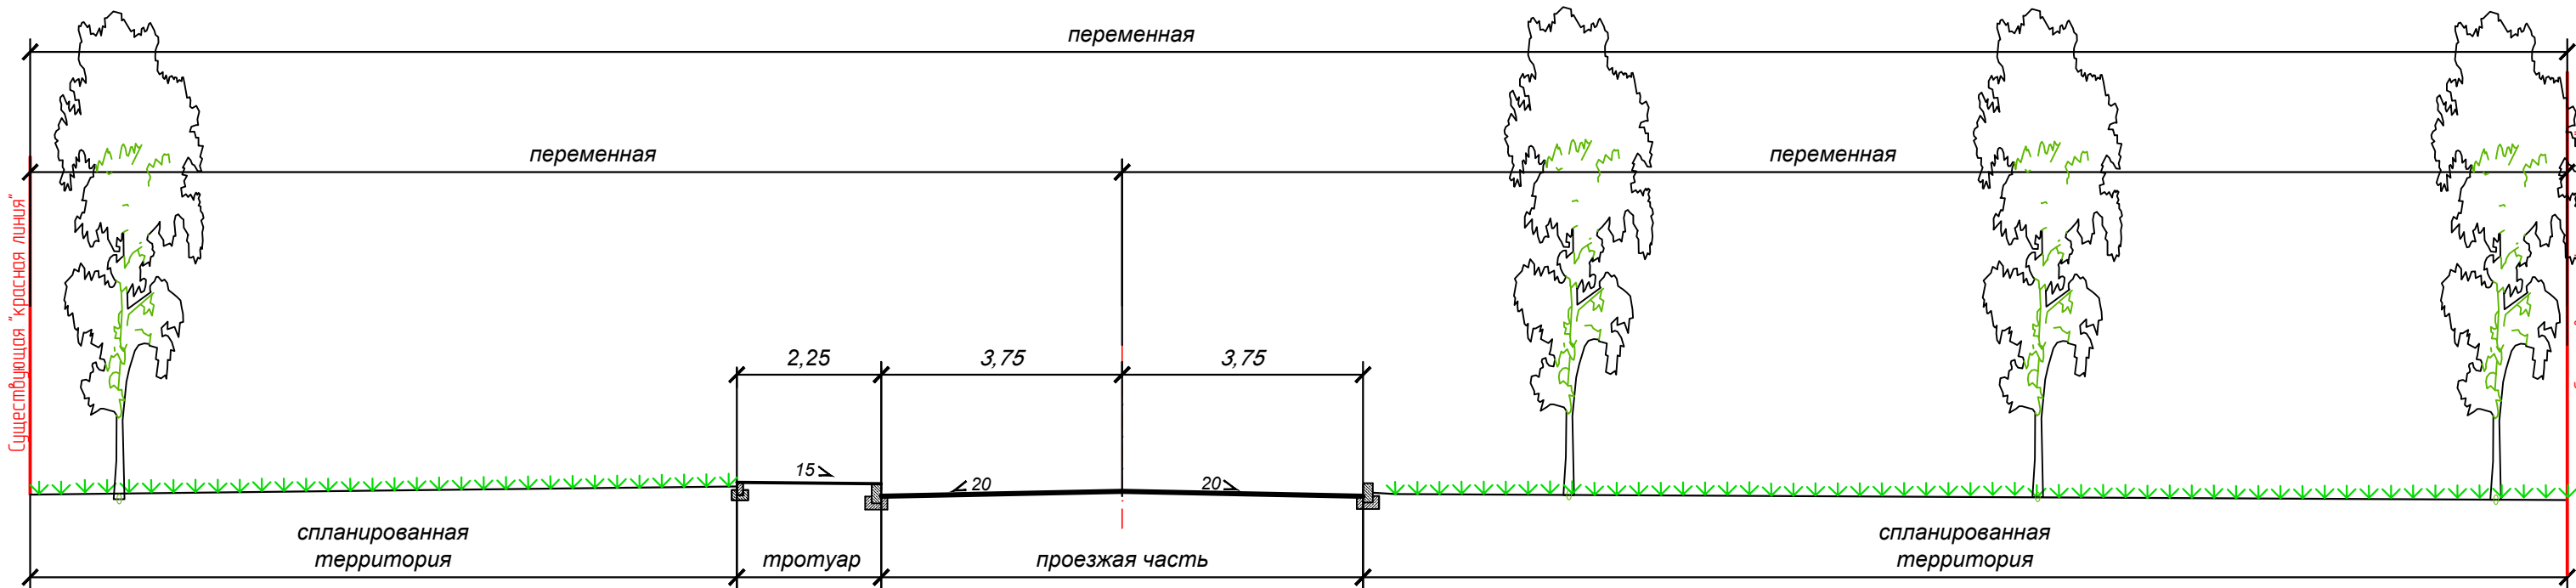 переменная
переменная
переменная
Существующая "красная линия"
2,25
3,75
3,75
15
20
20
спланированная
территория
тротуар
проезжая часть
спланированная
территория